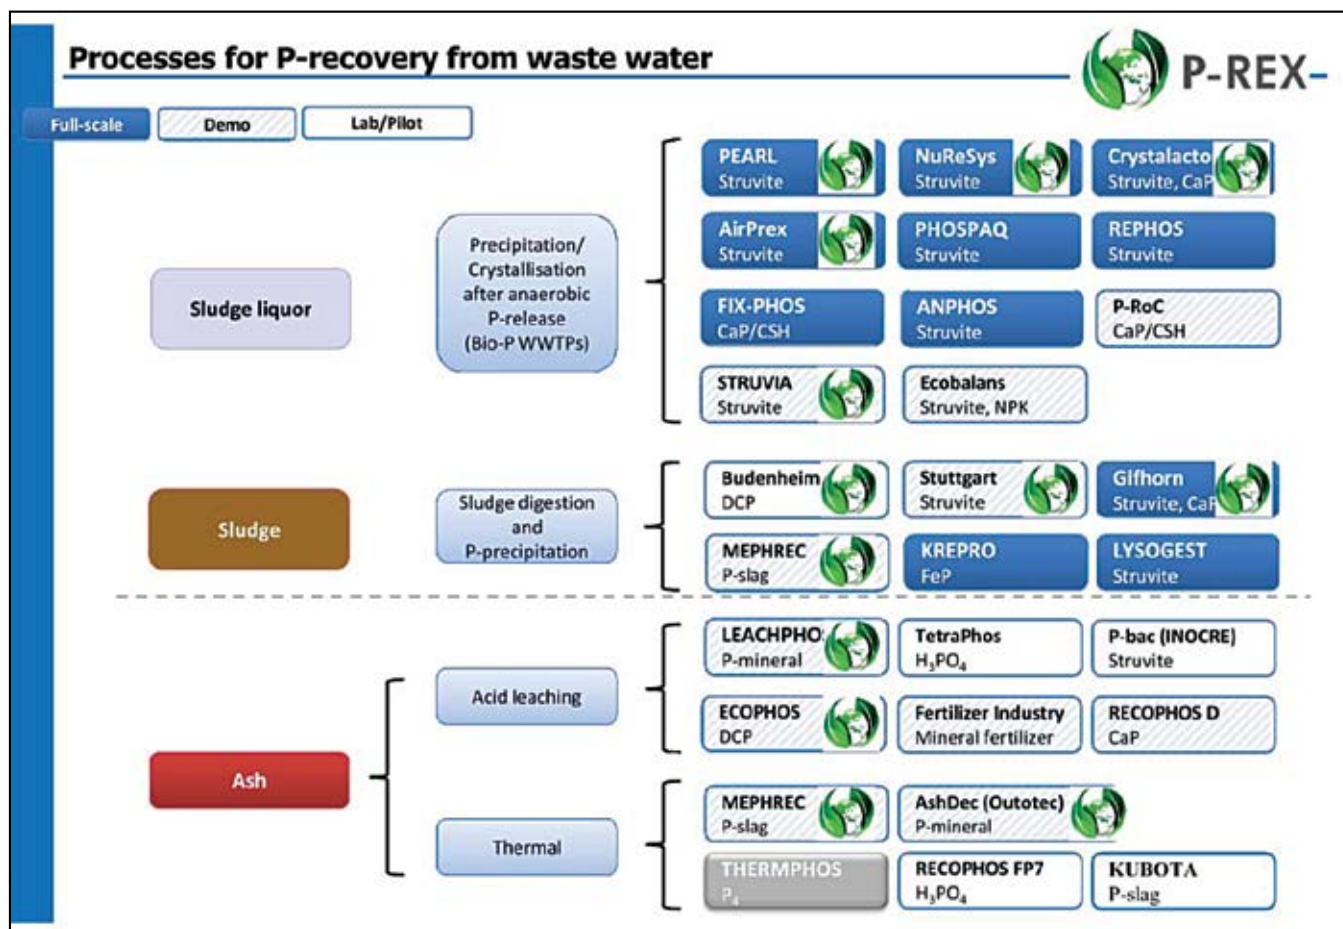 Processes for P-recovery from waste water
P-REX
Full-scale
Demo
Lab/Pilot
Sludge liquor
Precipitation/
Crystallisation
after anaerobic
P-release
(Bio-P WWTPs)
PEARL
Struvite
NuReSys
Struvite
Crystalacto
Struvite, CaP
AirPrex
Struvite
PHOSPAQ
Struvite
REPHOS
Struvite
FIX-PHOS
CaP/CSH
ANPHOS
Struvite
P-RoC
CaP/CSH
STRUVIA
Struvite
Ecobalans
Struvite, NPK
Sludge
Sludge digestion
and
P-precipitation
Budenheim
DCP
Stuttgart
Struvite
Gifhorn
Struvite, CaP
MEPHREC
P-slag
KREPRO
FeP
LYSOGEST
Struvite
Ash
Acid leaching
LEACHPHOS
P-mineral
TetraPhos
H₃PO₄
P-bac (INOCRE)
Struvite
ECOPHOS
DCP
Fertilizer Industry
Mineral fertilizer
RECOPHOS D
CaP
Thermal
MEPHREC
P-slag
AshDec (Outotec)
P-mineral
THERMPHOS
P₄
RECOPHOS FP7
H₃PO₄
KUBOTA
P-slag